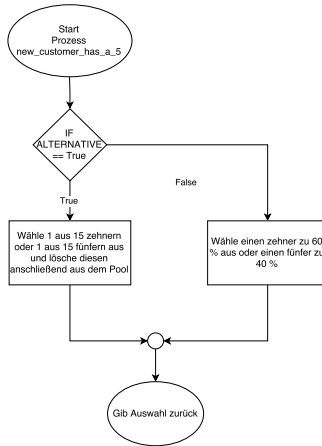 Start
Prozess
new_customer_has_a_5
IF
ALTERNATIVE
== True
True
False
Wähle 1 aus 15 zehnern
oder 1 aus 15 fünfern aus
und lösche diesen
anschließend aus dem Pool
Wähle einen zehner zu 60
% aus oder einen fünfer zu
40 %
Gib Auswahl zurück